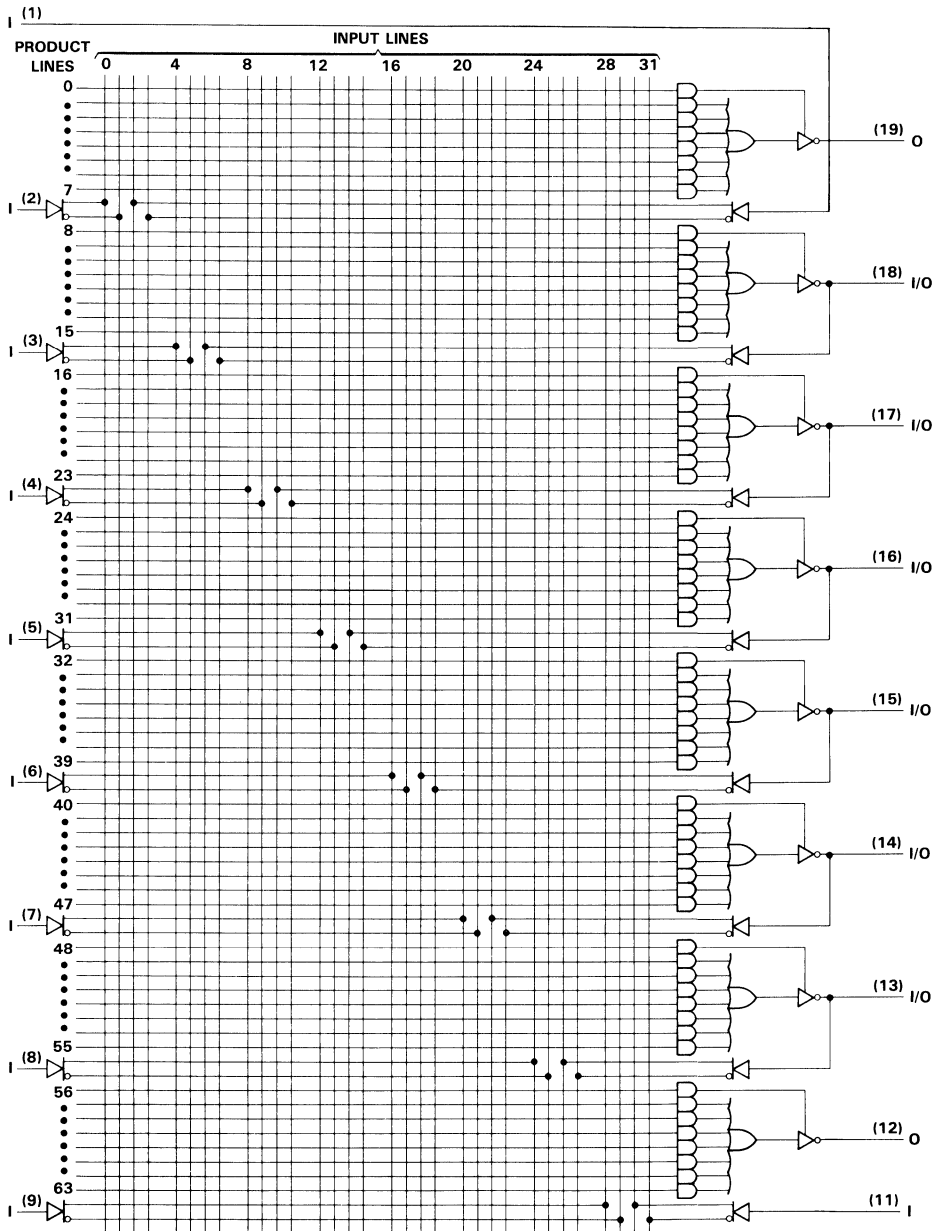 I (1)
INPUT LINES
PRODUCT
LINES 0 4 8 12 16 20 24 28 31
0
(19) O
7
I (2)
8
(18) I/O
15
I (3)
16
(17) I/O
23
I (4)
24
(16) I/O
31
I (5)
32
(15) I/O
39
I (6)
40
(14) I/O
47
I (7)
48
(13) I/O
55
I (8)
56
(12) O
63
I (9) (11) I